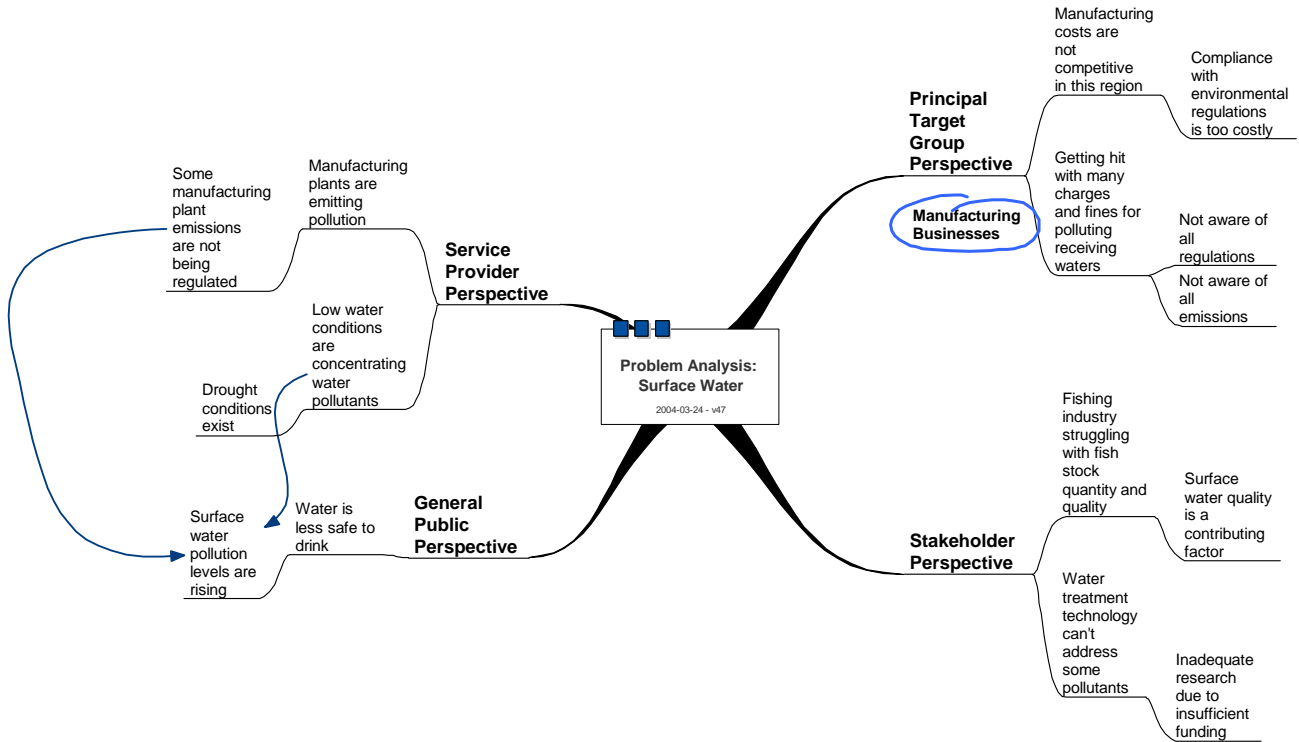 Problem Analysis:
Surface Water
2004-03-24 - v47
Principal
Target
Group
Perspective
Manufacturing
Businesses
Manufacturing
costs are
not
competitive
in this region
Compliance
with
environmental
regulations
is too costly
Getting hit
with many
charges
and fines for
polluting
receiving
waters
Not aware of
all
regulations
Not aware of
all
emissions
Stakeholder
Perspective
Fishing
industry
struggling
with fish
stock
quantity and
quality
Surface
water quality
is a
contributing
factor
Water
treatment
technology
can't
address
some
pollutants
Inadequate
research
due to
insufficient
funding
General
Public
Perspective
Water is
less safe to
drink
Surface
water
pollution
levels are
rising
Service
Provider
Perspective
Manufacturing
plants are
emitting
pollution
Some
manufacturing
plant
emissions
are not
being
regulated
Low water
conditions
are
concentrating
water
pollutants
Drought
conditions
exist